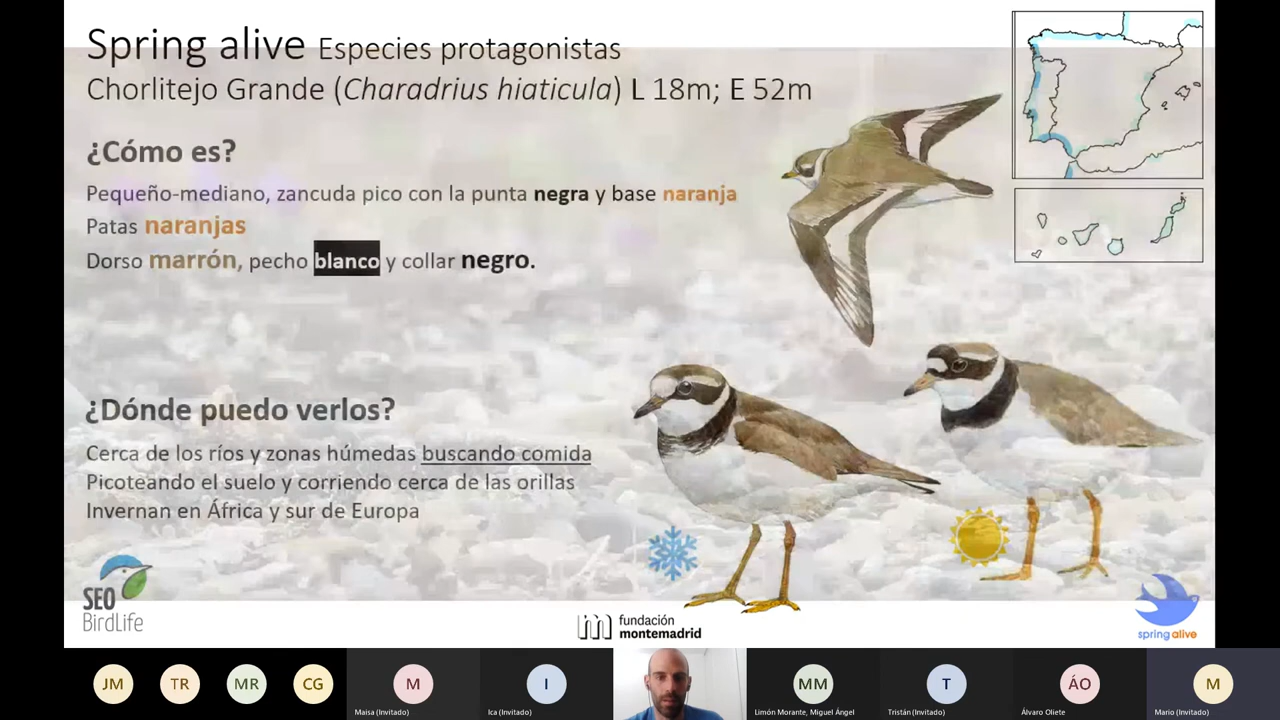 Spring alive Especies protagonistas
Chorlitejo Grande (Charadrius hiaticula) L 18m; E 52m
¿Cómo es?
Pequeño-mediano, zancuda pico con la punta negra y base naranja
Patas naranjas
Dorso marrón, pecho blanco y collar negro.
¿Dónde puedo verlos?
Cerca de los ríos y zonas húmedas buscando comida
Picoteando el suelo y corriendo cerca de las orillas
Invernan en África y sur de Europa
SEO
BirdLife
fundación
montemadrid
spring alive
JM
TR
MR
CG
M
I
MM
T
ÁO
M
Maisa (Invitado)
Ica (Invitado)
Limón Morante, Miguel Ángel
Tristán (Invitado)
Álvaro Oliete
Mario (Invitado)